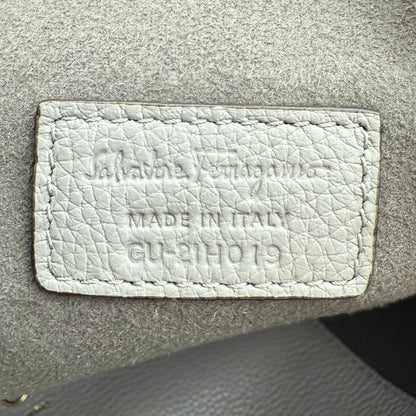 Salvatore Ferragamo
MADE IN ITALY
GU-21H019